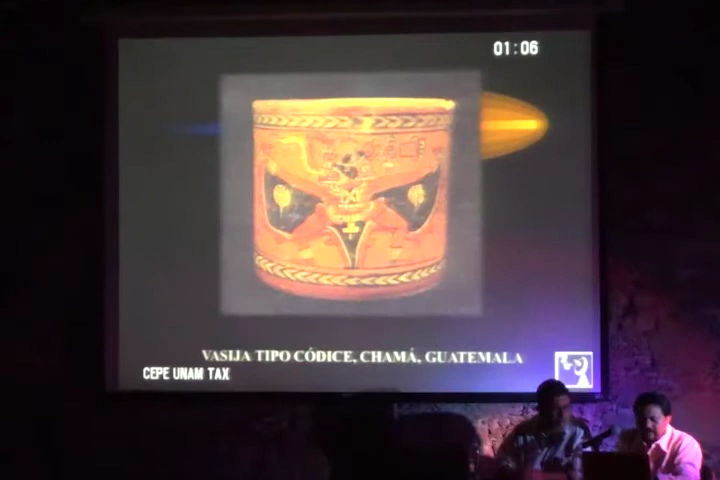 01:06
VASIJA TIPO CÓDICE, CHAMÁ, GUATEMALA
CEPE UNAM TAX